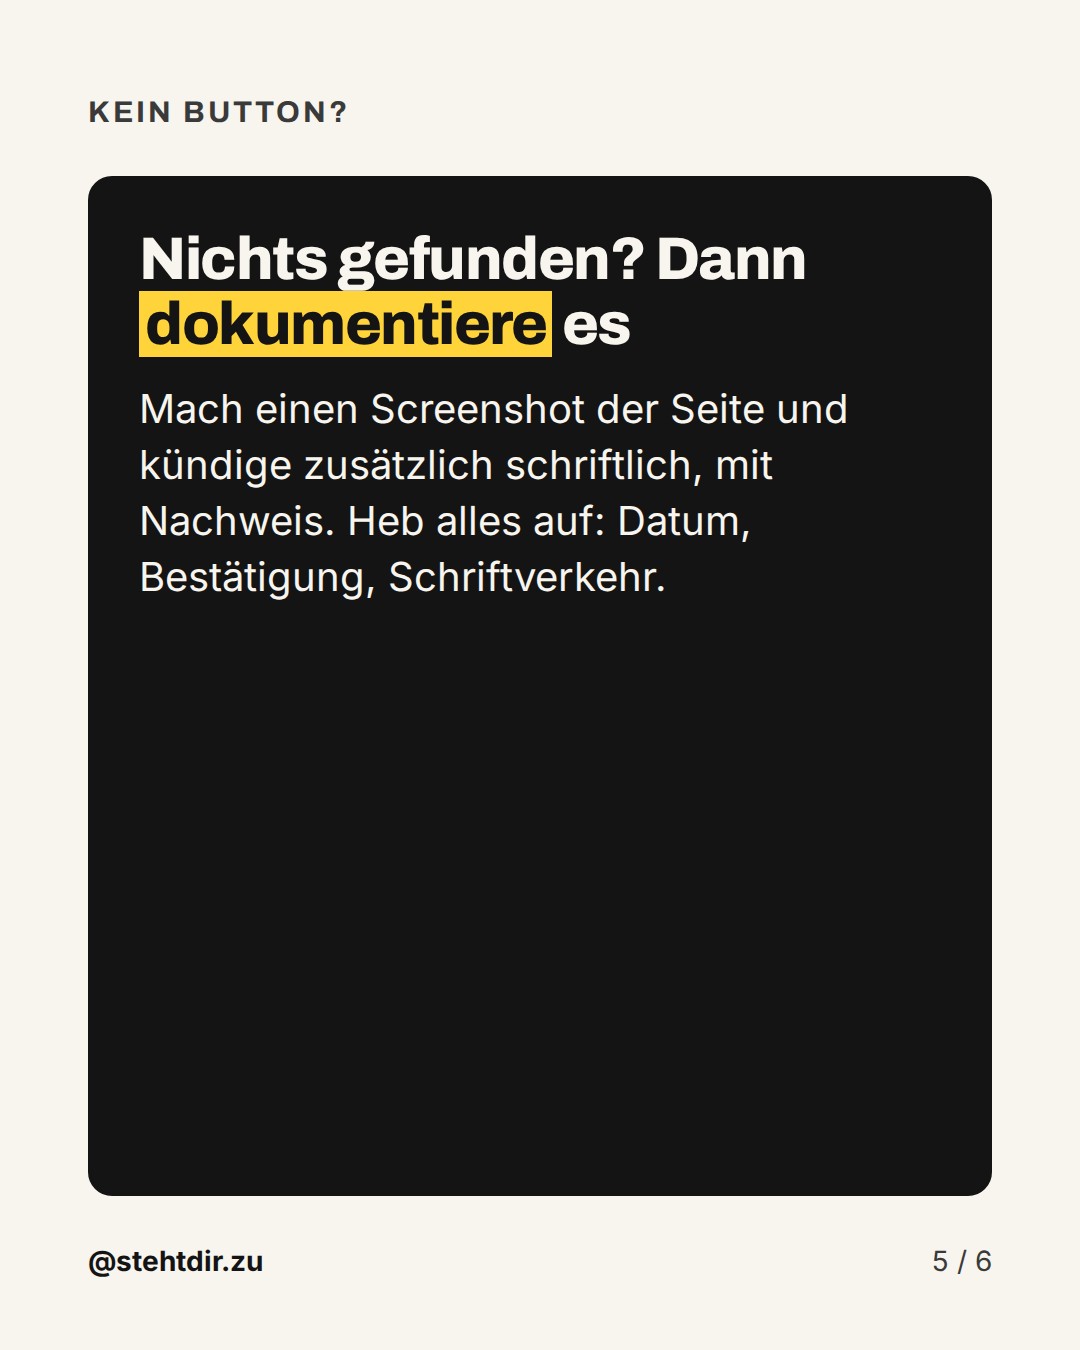 KEIN BUTTON?
Nichts gefunden? Dann
dokumentiere es
Mach einen Screenshot der Seite und
kündige zusätzlich schriftlich, mit
Nachweis. Heb alles auf: Datum,
Bestätigung, Schriftverkehr.
@stehtdir.zu
5 / 6